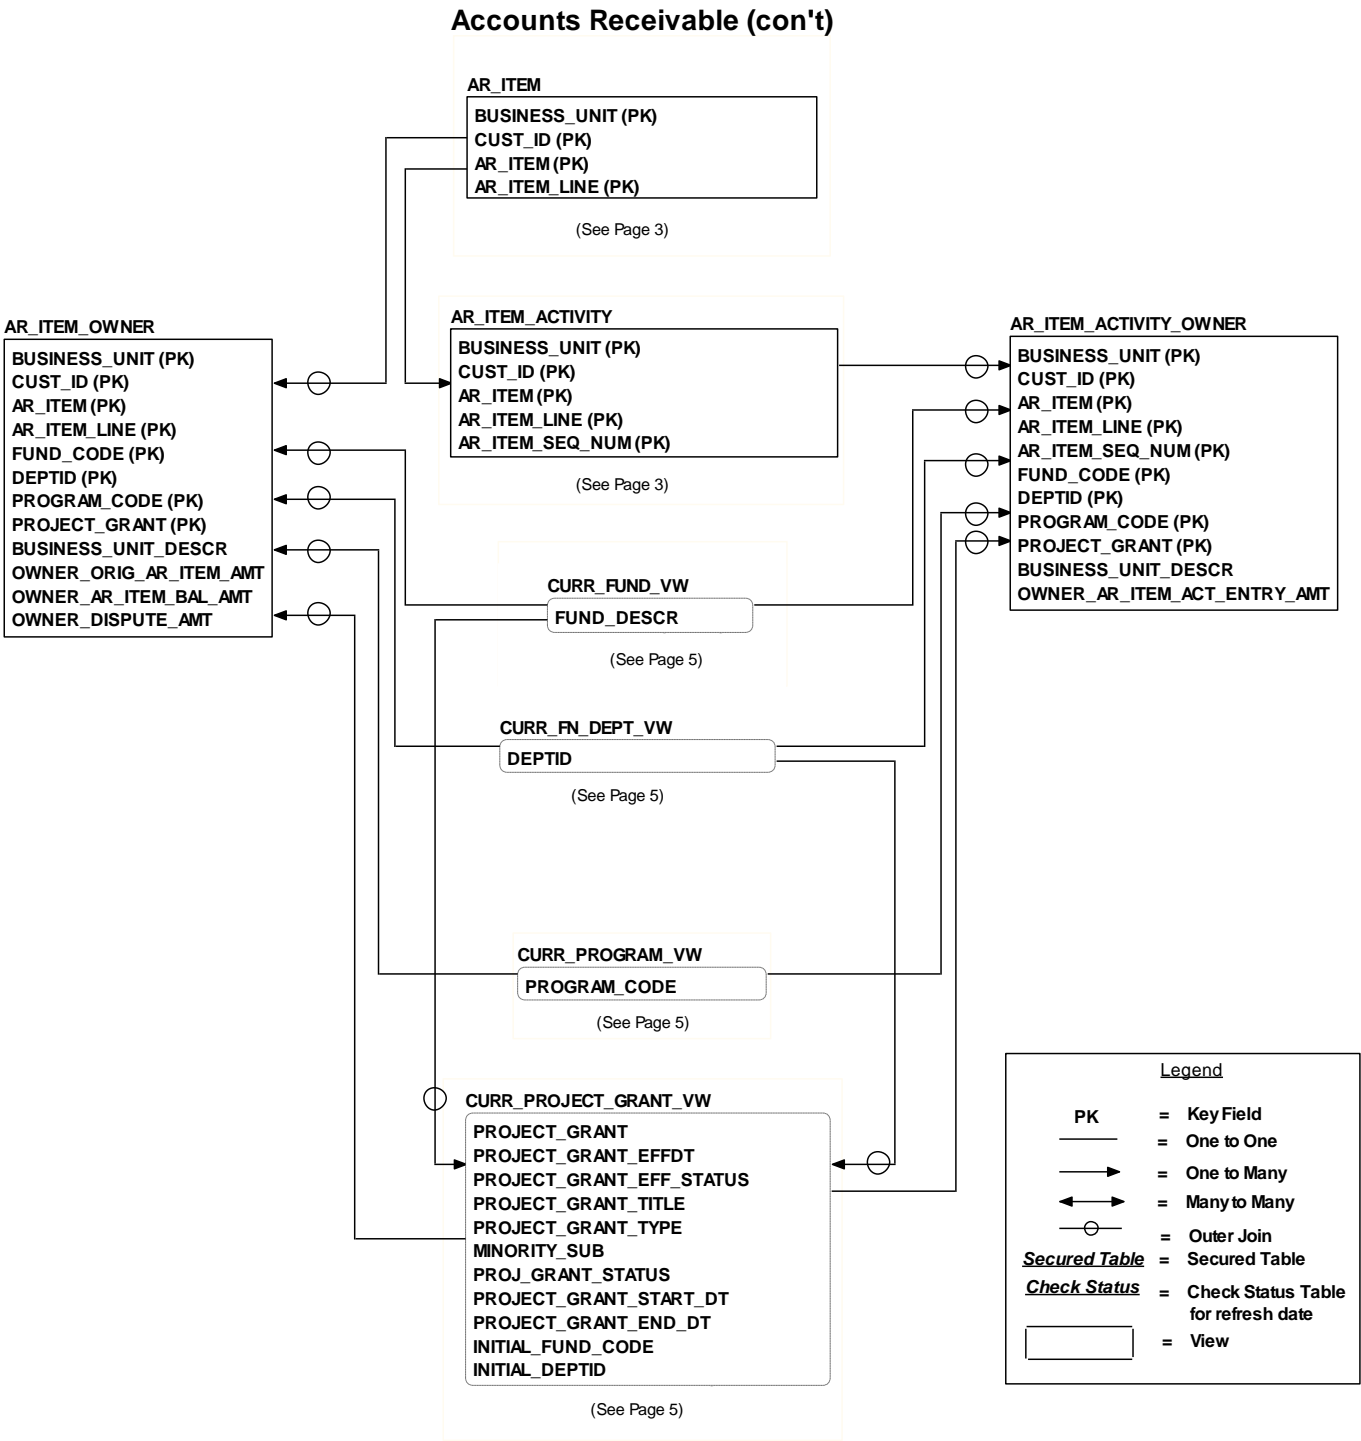 Accounts Receivable (con't)
AR_ITEM
BUSINESS_UNIT (PK)
CUST_ID (PK)
AR_ITEM (PK)
AR_ITEM_LINE (PK)
(See Page 3)
AR_ITEM_OWNER
BUSINESS_UNIT (PK)
CUST_ID (PK)
AR_ITEM (PK)
AR_ITEM_LINE (PK)
FUND_CODE (PK)
DEPTID (PK)
PROGRAM_CODE (PK)
PROJECT_GRANT (PK)
BUSINESS_UNIT_DESCR
OWNER_ORIG_AR_ITEM_AMT
OWNER_AR_ITEM_BAL_AMT
OWNER_DISPUTE_AMT
AR_ITEM_ACTIVITY
BUSINESS_UNIT (PK)
CUST_ID (PK)
AR_ITEM (PK)
AR_ITEM_LINE (PK)
AR_ITEM_SEQ_NUM (PK)
(See Page 3)
AR_ITEM_ACTIVITY_OWNER
BUSINESS_UNIT (PK)
CUST_ID (PK)
AR_ITEM (PK)
AR_ITEM_LINE (PK)
AR_ITEM_SEQ_NUM (PK)
FUND_CODE (PK)
DEPTID (PK)
PROGRAM_CODE (PK)
PROJECT_GRANT (PK)
BUSINESS_UNIT_DESCR
OWNER_AR_ITEM_ACT_ENTRY_AMT
CURR_FUND_VW
FUND_DESCR
(See Page 5)
CURR_FN_DEPT_VW
DEPTID
(See Page 5)
CURR_PROGRAM_VW
PROGRAM_CODE
(See Page 5)
CURR_PROJECT_GRANT_VW
PROJECT_GRANT
PROJECT_GRANT_EFFDT
PROJECT_GRANT_EFF_STATUS
PROJECT_GRANT_TITLE
PROJECT_GRANT_TYPE
MINORITY_SUB
PROJ_GRANT_STATUS
PROJECT_GRANT_START_DT
PROJECT_GRANT_END_DT
INITIAL_FUND_CODE
INITIAL_DEPTID
(See Page 5)
Legend
PK = Key Field
= One to One
= One to Many
= Many to Many
= Outer Join
Secured Table = Secured Table
Check Status = Check Status Table
for refresh date
= View